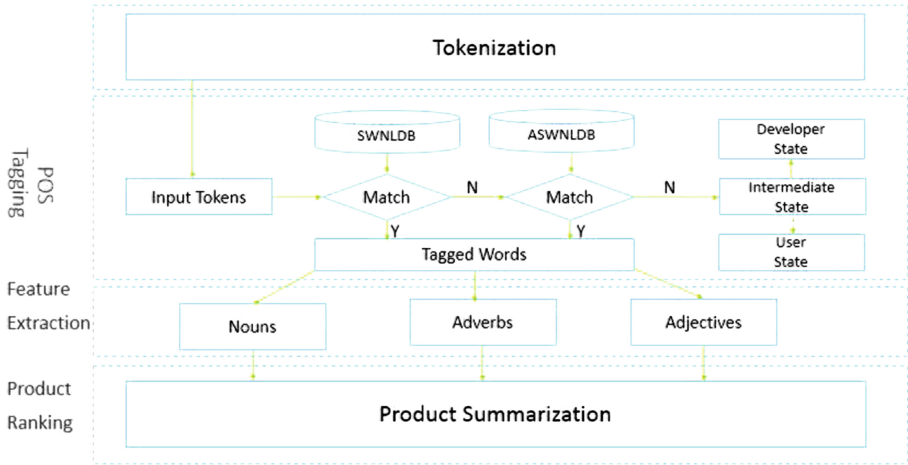 Tokenization
POS
Tagging
SWNLDB
ASWNLDB
Developer
State
Input Tokens
Match
N
Match
N
Intermediate
State
Y
Y
User
State
Tagged Words
Feature
Extraction
Nouns
Adverbs
Adjectives
Product
Ranking
Product Summarization